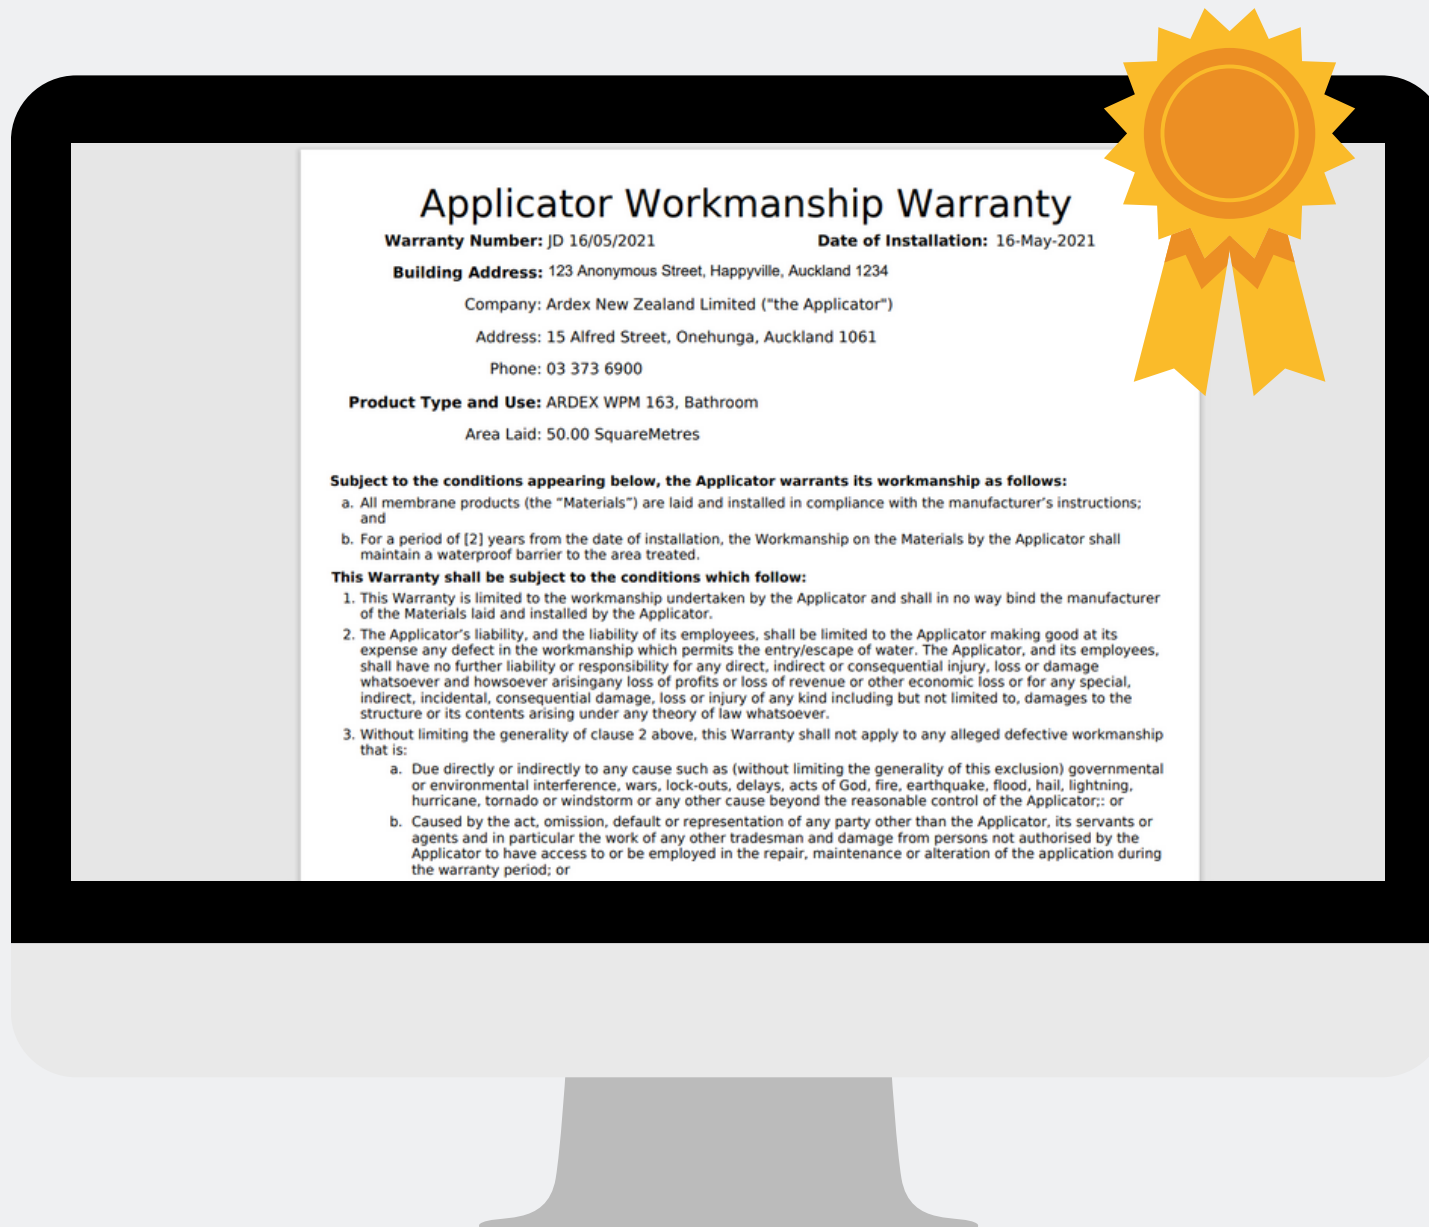 Applicator Workmanship Warranty
Warranty Number: JD 16/05/2021 Date of Installation: 16-May-2021
Building Address: 123 Anonymous Street, Happyville, Auckland 1234
Company: Ardex New Zealand Limited ("the Applicator")
Address: 15 Alfred Street, Onehunga, Auckland 1061
Phone: 03 373 6900
Product Type and Use: ARDEX WPM 163, Bathroom
Area Laid: 50.00 SquareMetres
Subject to the conditions appearing below, the Applicator warrants its workmanship as follows:
a. All membrane products (the “Materials”) are laid and installed in compliance with the manufacturer’s instructions;
and
b. For a period of [2] years from the date of installation, the Workmanship on the Materials by the Applicator shall
maintain a waterproof barrier to the area treated.
This Warranty shall be subject to the conditions which follow:
1. This Warranty is limited to the workmanship undertaken by the Applicator and shall in no way bind the manufacturer
of the Materials laid and installed by the Applicator.
2. The Applicator’s liability, and the liability of its employees, shall be limited to the Applicator making good at its
expense any defect in the workmanship which permits the entry/escape of water. The Applicator, and its employees,
shall have no further liability or responsibility for any direct, indirect or consequential injury, loss or damage
whatsoever and howsoever arisingany loss of profits or loss of revenue or other economic loss or for any special,
indirect, incidental, consequential damage, loss or injury of any kind including but not limited to, damages to the
structure or its contents arising under any theory of law whatsoever.
3. Without limiting the generality of clause 2 above, this Warranty shall not apply to any alleged defective workmanship
that is:
a. Due directly or indirectly to any cause such as (without limiting the generality of this exclusion) governmental
or environmental interference, wars, lock-outs, delays, acts of God, fire, earthquake, flood, hail, lightning,
hurricane, tornado or windstorm or any other cause beyond the reasonable control of the Applicator;: or
b. Caused by the act, omission, default or representation of any party other than the Applicator, its servants or
agents and in particular the work of any other tradesman and damage from persons not authorised by the
Applicator to have access to or be employed in the repair, maintenance or alteration of the application during
the warranty period; or